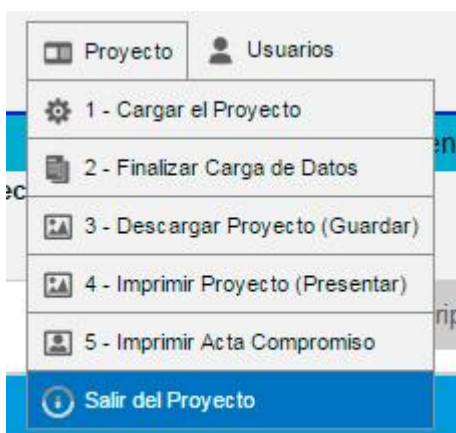 Proyecto Usuarios
1 - Cargar el Proyecto
2 - Finalizar Carga de Datos
3 - Descargar Proyecto (Guardar)
4 - Imprimir Proyecto (Presentar)
5 - Imprimir Acta Compromiso
Salir del Proyecto